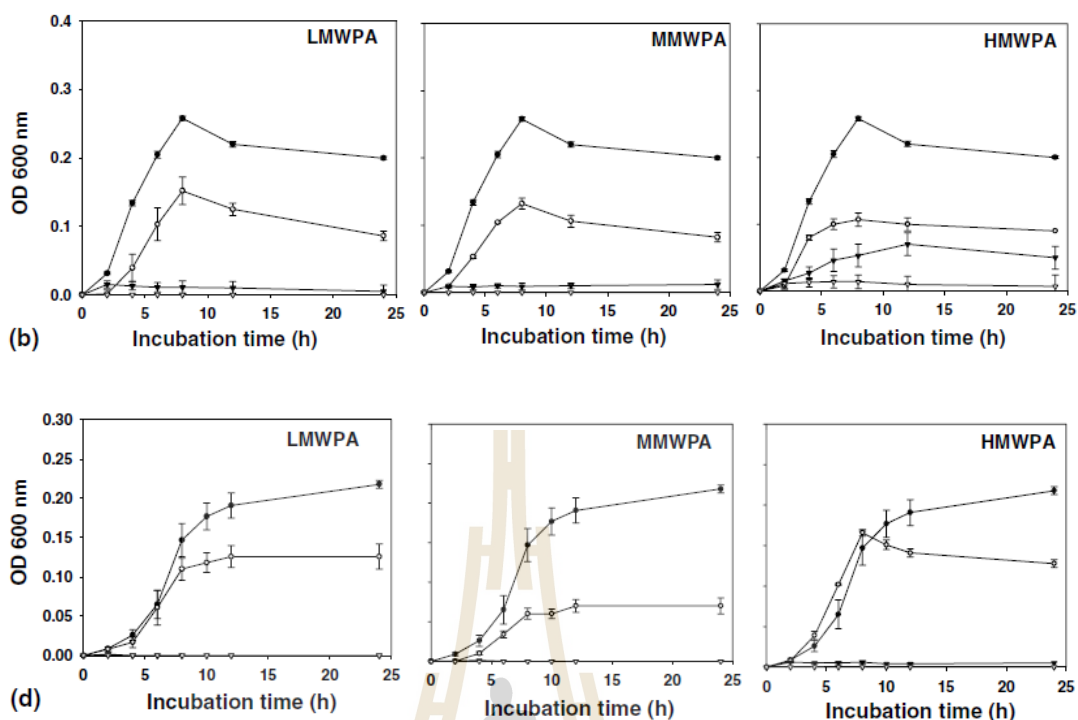 0.4
0.3
0.2
0.1
0.0
OD 600 nm
LMWPA
MMWPA
HMWPA
0 5 10 15 20 25
0 5 10 15 20 25
0 5 10 15 20 25
(b)
Incubation time (h)
Incubation time (h)
Incubation time (h)
0.30
0.25
0.20
0.15
0.10
0.05
0.00
OD 600 nm
LMWPA
MMWPA
HMWPA
0 5 10 15 20 25
0 5 10 15 20 25
0 5 10 15 20 25
(d)
Incubation time (h)
Incubation time (h)
Incubation time (h)